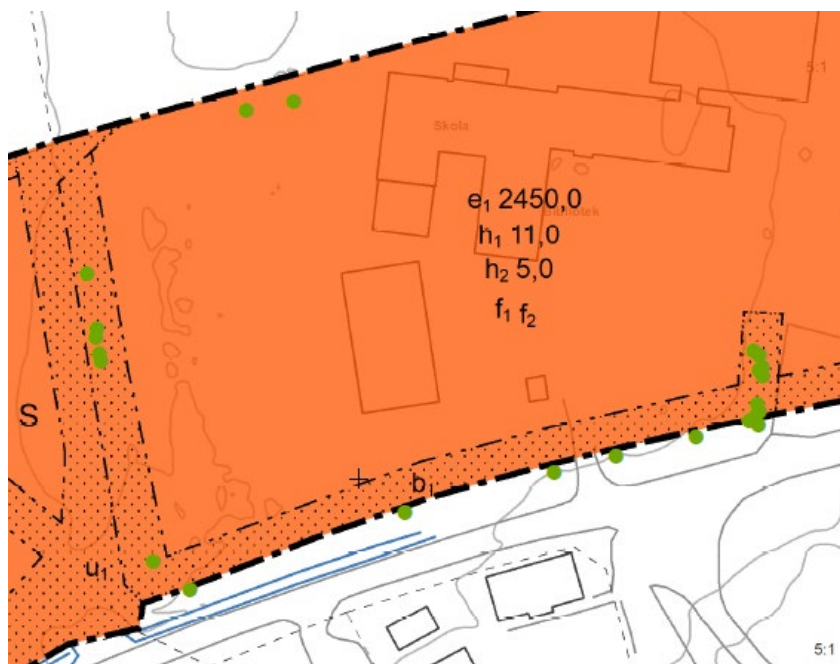 5:1
Skola
e₁ 2450,0
Bibliotek
h₁ 11,0
h₂ 5,0
f₁ f₂
S
b₁
u₁
5:1